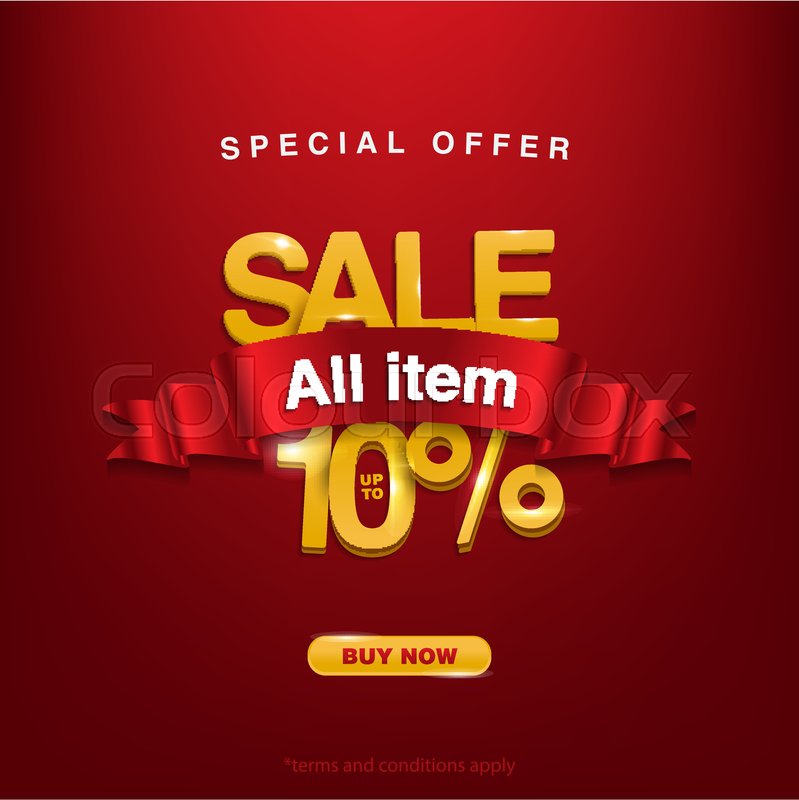 SPECIAL OFFER
SALE
All item
10%
UP
TO
BUY NOW
*terms and conditions apply
Colourbox